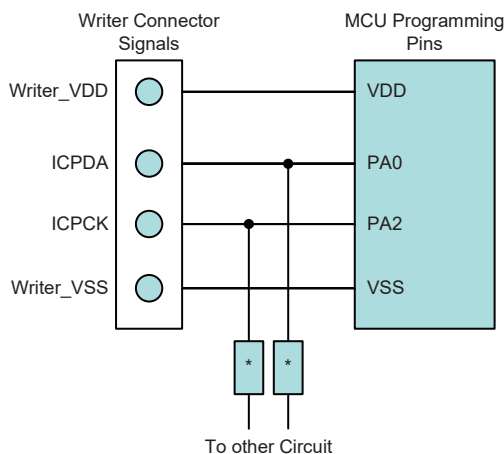 Writer Connector
Signals
MCU Programming
Pins
Writer_VDD
VDD
ICPDA
PA0
ICPCK
PA2
Writer_VSS
VSS
*
*
To other Circuit